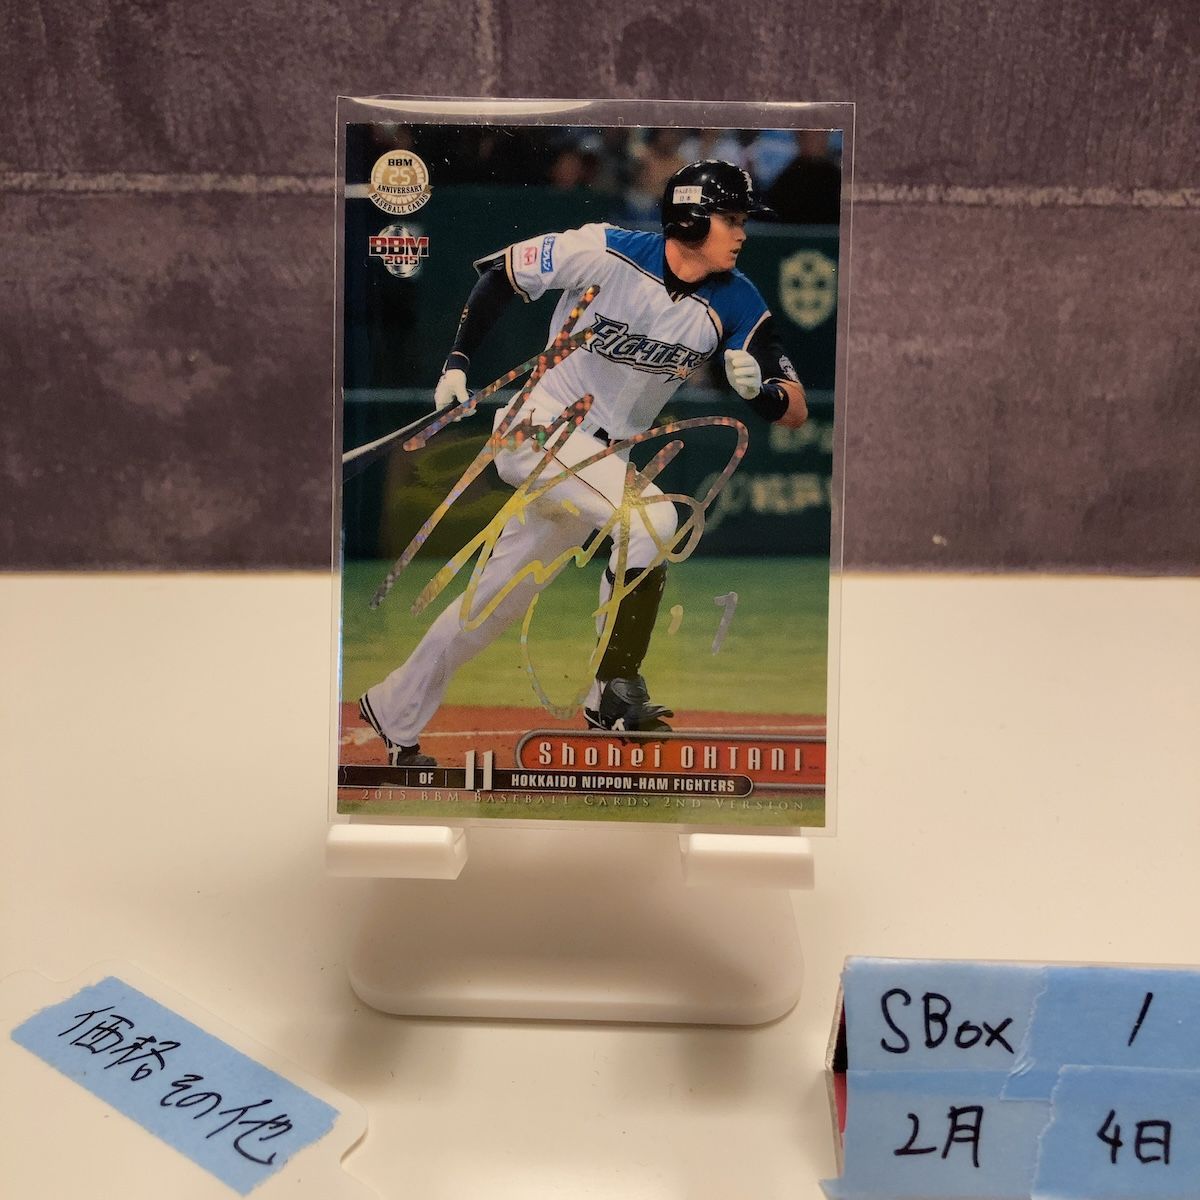 BBM
25
ANNIVERSARY
BASEBALL CARDS
BBM
2015
FIGHTERS
Shohei OHTANI
OF 11 HOKKAIDO NIPPON-HAM FIGHTERS
2015 BBM BASEBALL CARDS 2ND VERSION
価格その他
SBox 1
2月 4日